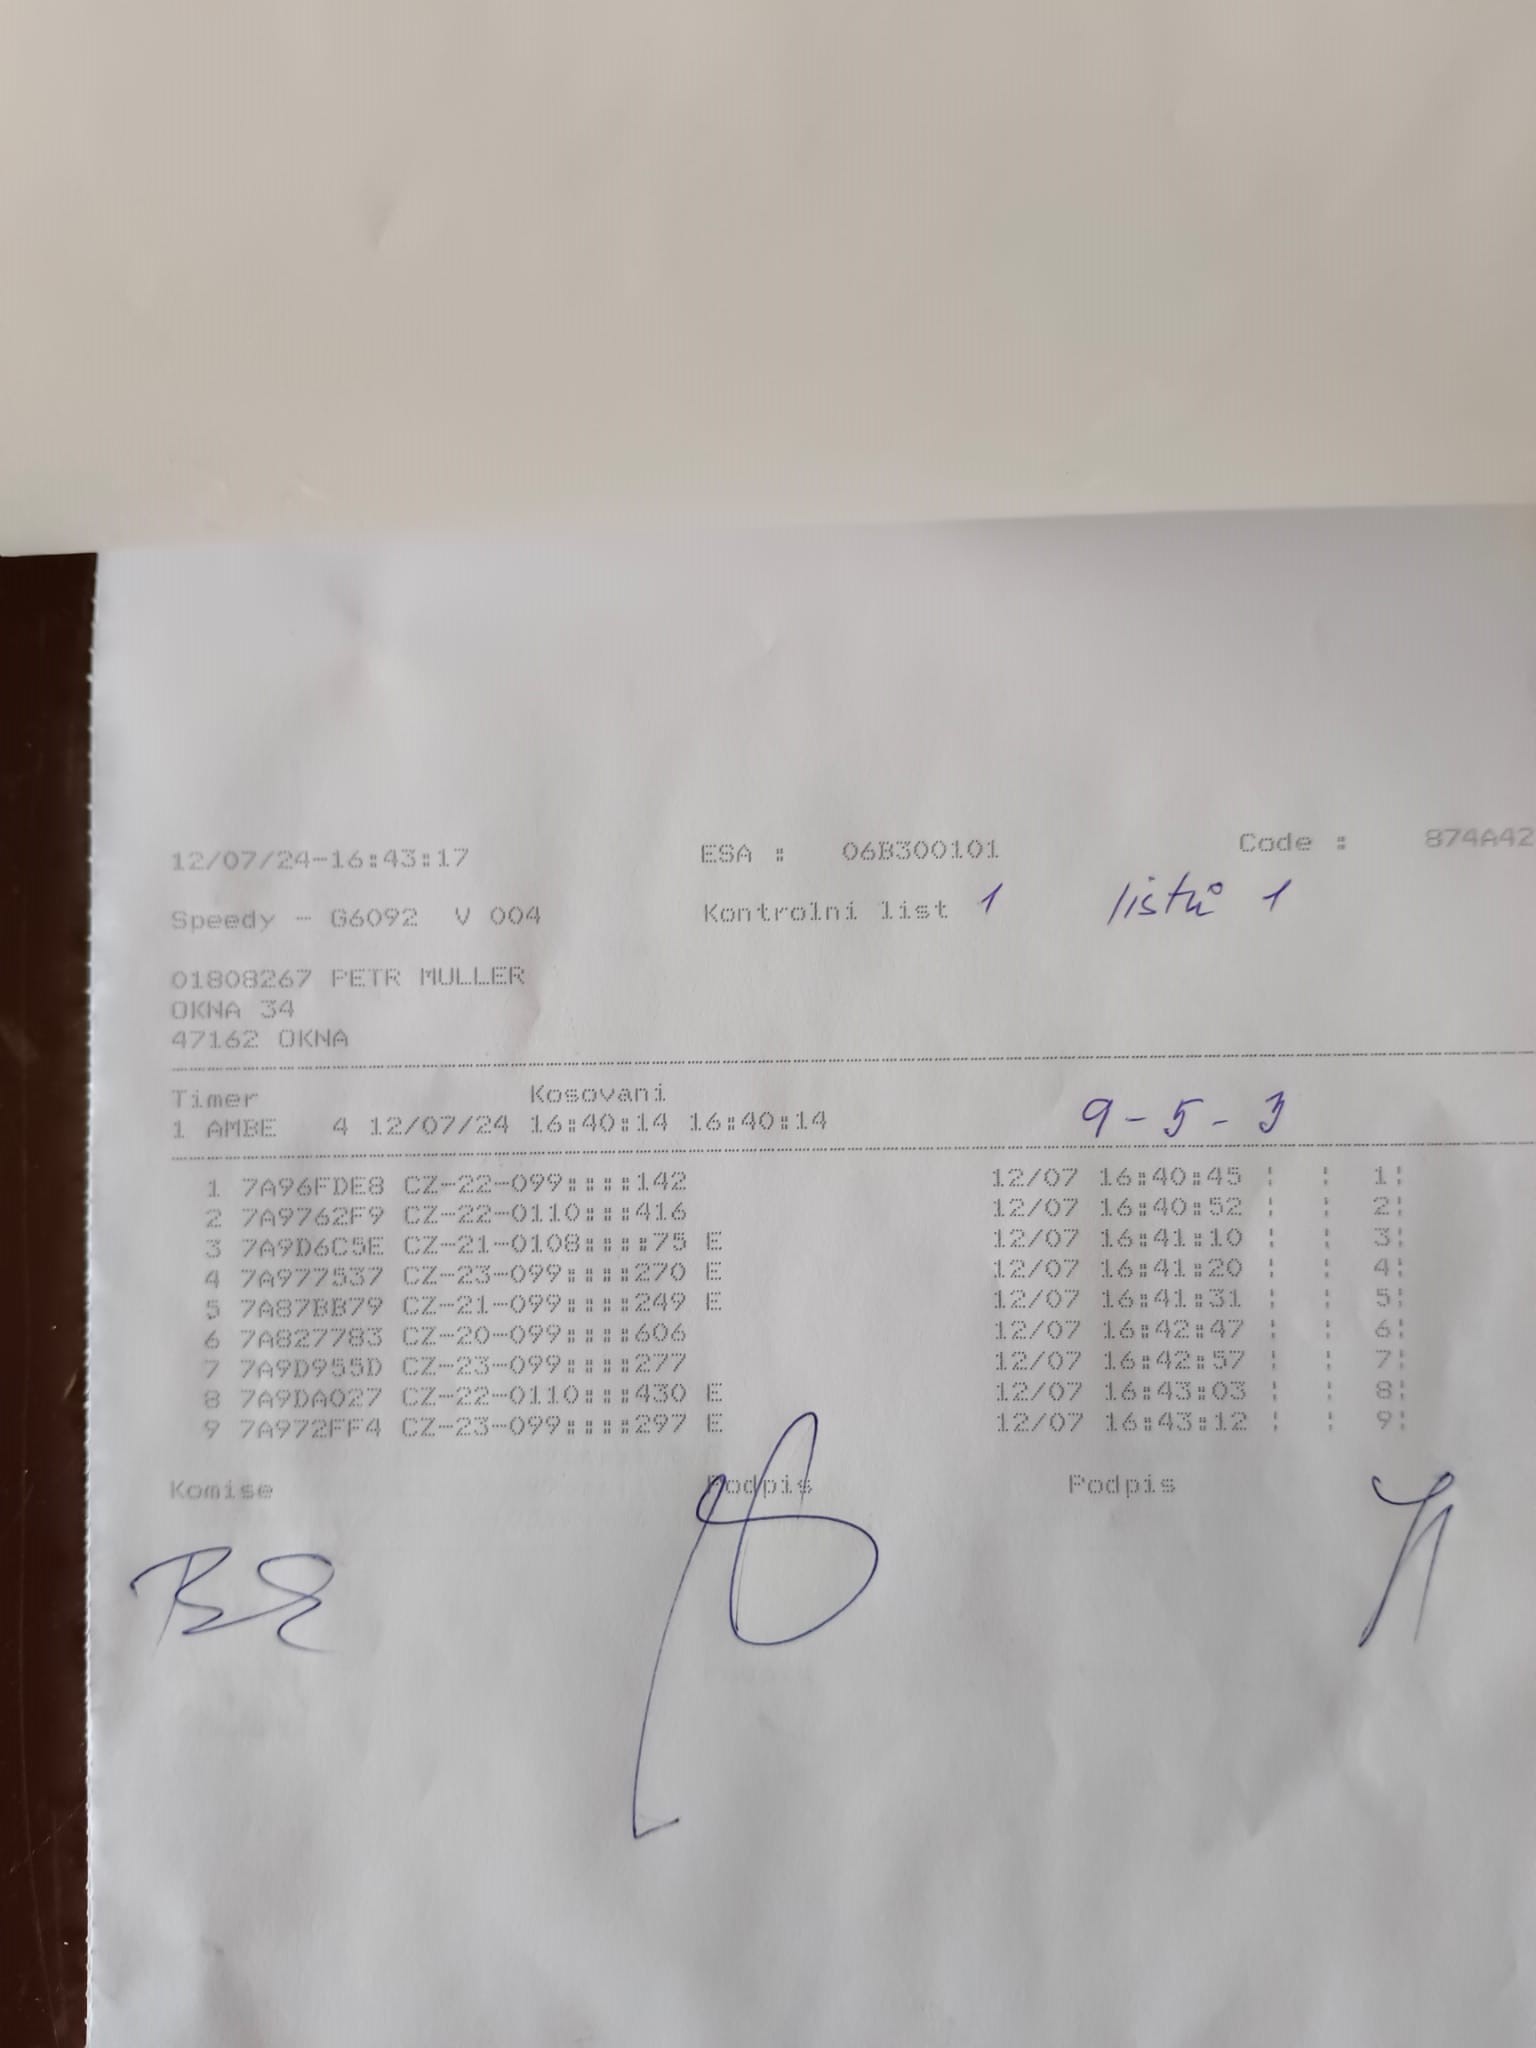 12/07/24-16:43:17 ESA : 06B300101 Code : 874A42
Speedy - G6092 V 004 Kontrolni list 1 listů 1
01808267 PETR MULLER
OKNA 34
47162 OKNA
Timer Kosovani
1 AMBE 4 12/07/24 16:40:14 16:40:14 9-5-3
1 7A96FDE8 CZ-22-099::::142 12/07 16:40:45 : : 1:
2 7A9762F9 CZ-22-0110:::416 12/07 16:40:52 : : 2:
3 7A9D6C5E CZ-21-0108::::75 E 12/07 16:41:10 : : 3:
4 7A977537 CZ-23-099::::270 E 12/07 16:41:20 : : 4:
5 7A87BB79 CZ-21-099::::249 E 12/07 16:41:31 : : 5:
6 7A827783 CZ-20-099::::606 12/07 16:42:47 : : 6:
7 7A9D955D CZ-23-099::::277 12/07 16:42:57 : : 7:
8 7A9DA027 CZ-22-0110:::430 E 12/07 16:43:03 : : 8:
9 7A972FF4 CZ-23-099::::297 E 12/07 16:43:12 : : 9:
Komise Podpis Podpis